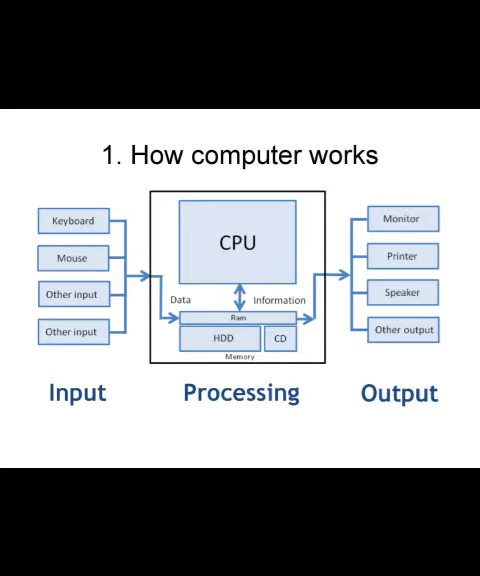 1. How computer works
Keyboard
Mouse
Other input
Other input
CPU
Data
Information
Ram
HDD
CD
Memory
Monitor
Printer
Speaker
Other output
Input
Processing
Output